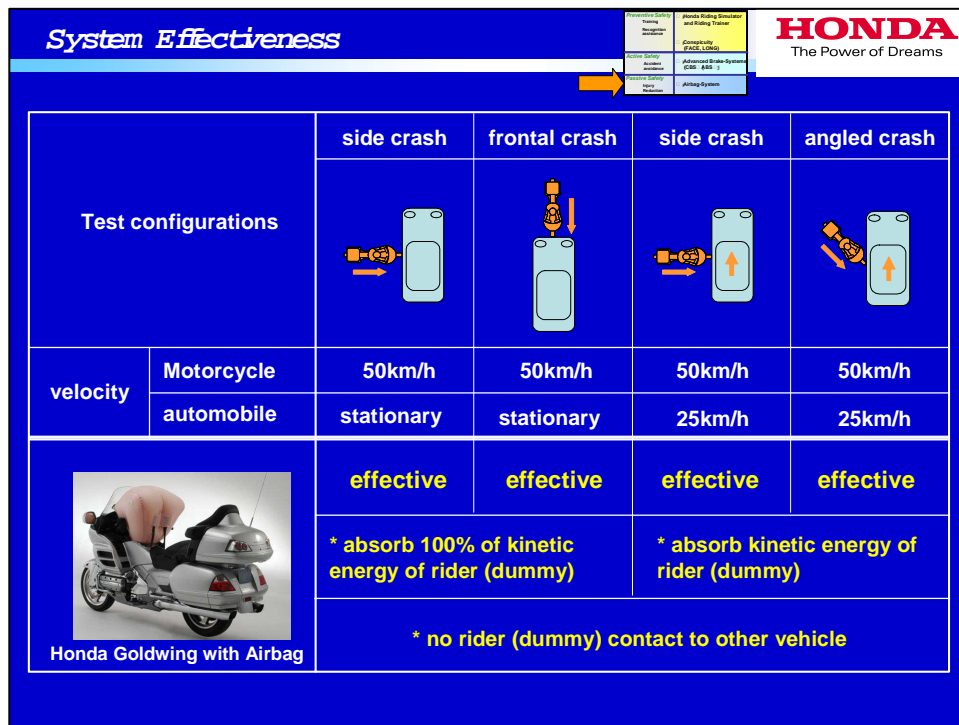 System Effectiveness
Preventive Safety
Training
Recognition
assistance
Honda Riding Simulator
and Riding Trainer
Conspicuity
(FACE, LONG)
Active Safety
Accident
avoidance
Advanced Brake-Systems
Passive Safety
Injury
Reduction
Airbag-System
HONDA
The Power of Dreams
Test configurations
side crash frontal crash side crash angled crash
velocity
Motorcycle 50km/h 50km/h 50km/h 50km/h
automobile stationary stationary 25km/h 25km/h
effective effective effective effective
* absorb 100% of kinetic
energy of rider (dummy)
* absorb kinetic energy of
rider (dummy)
* no rider (dummy) contact to other vehicle
Honda Goldwing with Airbag